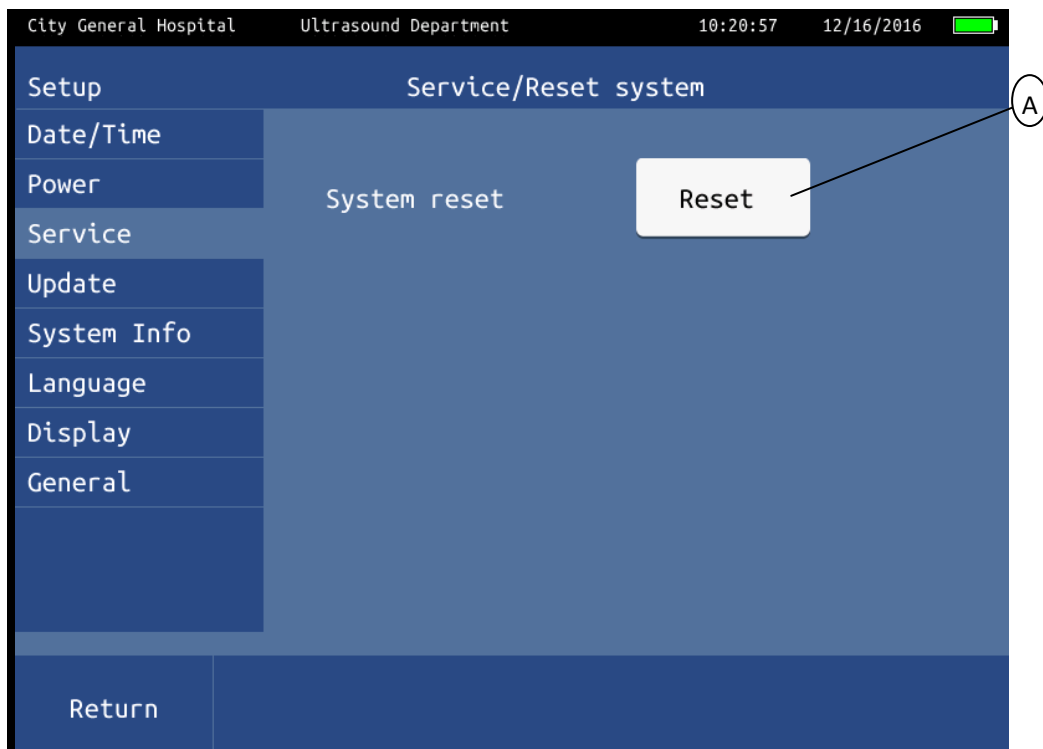 City General Hospital Ultrasound Department 10:20:57 12/16/2016
Setup Service/Reset system
A
Date/Time
Power
System reset Reset
Service
Update
System Info
Language
Display
General
Return